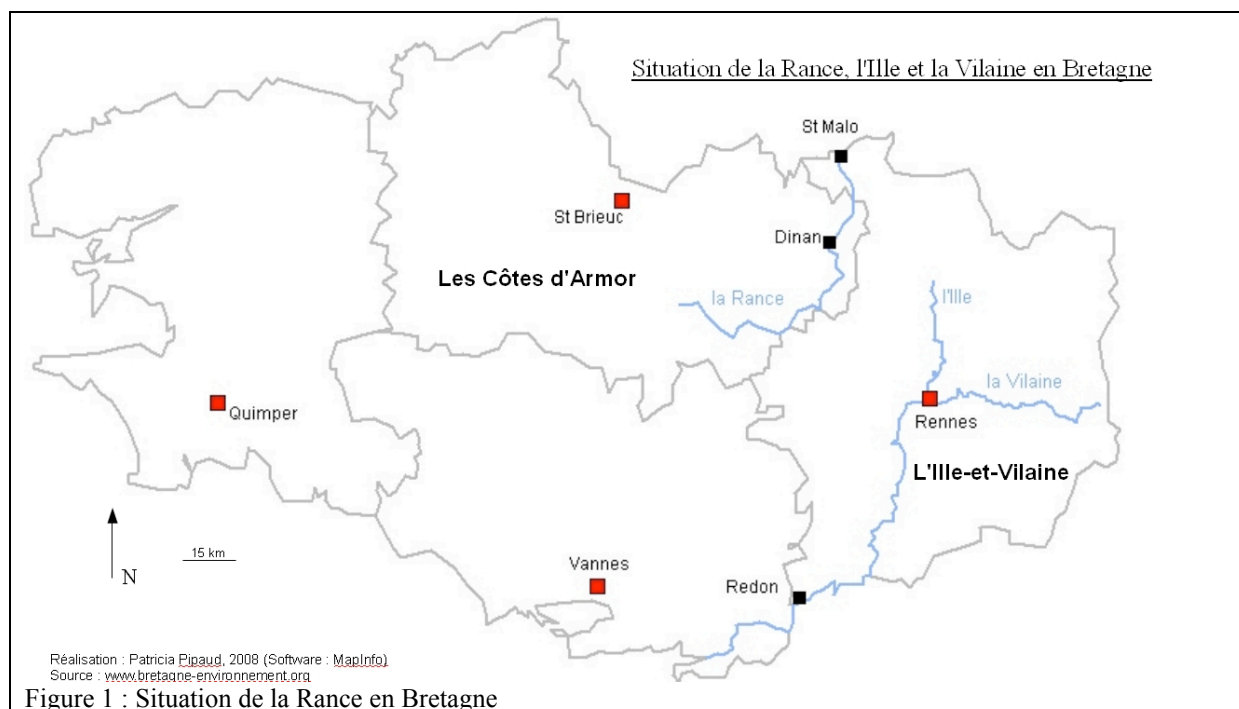 Situation de la Rance, l'Ille et la Vilaine en Bretagne
St Malo
St Brieuc
Dinan
Les Côtes d'Armor
la Rance
l'Ille
la Vilaine
Quimper
Rennes
L'Ille-et-Vilaine
15 km
Vannes
N
Redon
Réalisation : Patricia Pipaud, 2008 (Software : MapInfo)
Source : www.bretagne-environnement.org
Figure 1 : Situation de la Rance en Bretagne